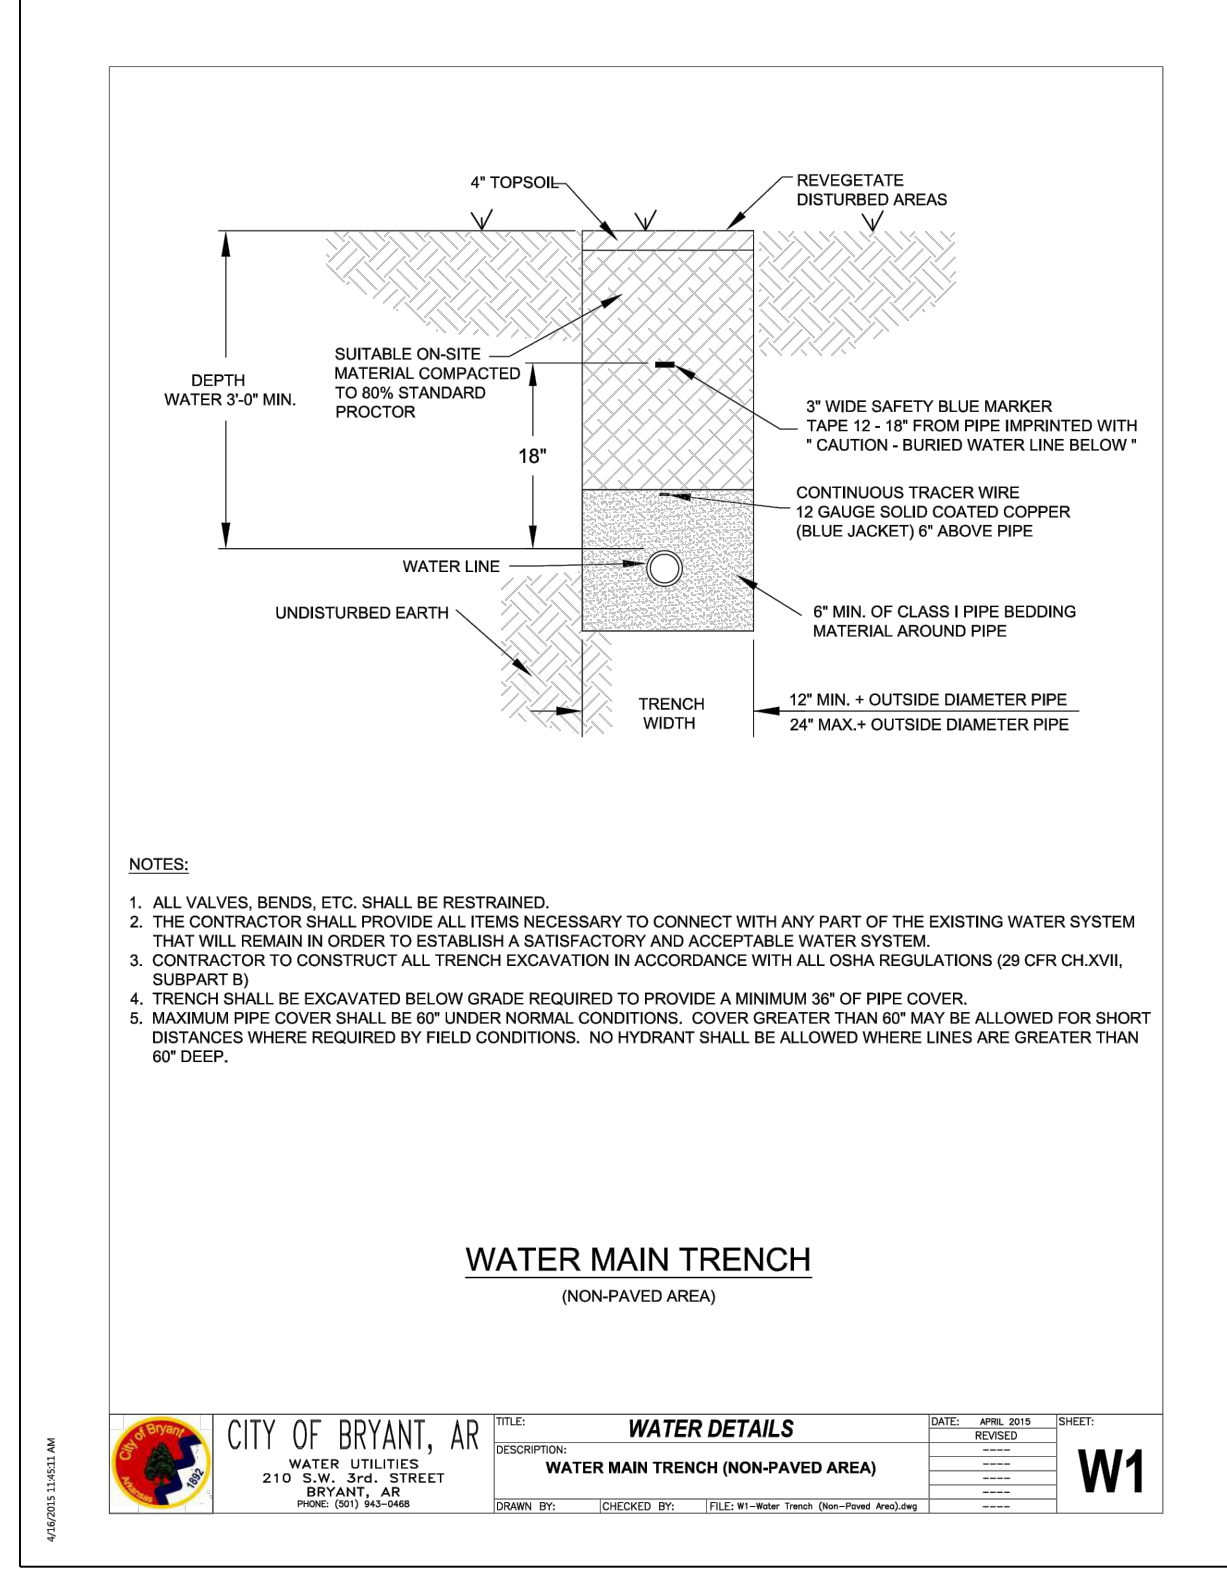 4" TOPSOIL
REVEGETATE
DISTURBED AREAS
SUITABLE ON-SITE
MATERIAL COMPACTED
TO 80% STANDARD
PROCTOR
DEPTH
WATER 3'-0" MIN.
18"
3" WIDE SAFETY BLUE MARKER
TAPE 12 - 18" FROM PIPE IMPRINTED WITH
" CAUTION - BURIED WATER LINE BELOW "
CONTINUOUS TRACER WIRE
12 GAUGE SOLID COATED COPPER
(BLUE JACKET) 6" ABOVE PIPE
WATER LINE
UNDISTURBED EARTH
6" MIN. OF CLASS I PIPE BEDDING
MATERIAL AROUND PIPE
TRENCH
WIDTH
12" MIN. + OUTSIDE DIAMETER PIPE
24" MAX.+ OUTSIDE DIAMETER PIPE
NOTES:
1. ALL VALVES, BENDS, ETC. SHALL BE RESTRAINED.
2. THE CONTRACTOR SHALL PROVIDE ALL ITEMS NECESSARY TO CONNECT WITH ANY PART OF THE EXISTING WATER SYSTEM
THAT WILL REMAIN IN ORDER TO ESTABLISH A SATISFACTORY AND ACCEPTABLE WATER SYSTEM.
3. CONTRACTOR TO CONSTRUCT ALL TRENCH EXCAVATION IN ACCORDANCE WITH ALL OSHA REGULATIONS (29 CFR CH.XVII,
SUBPART B)
4. TRENCH SHALL BE EXCAVATED BELOW GRADE REQUIRED TO PROVIDE A MINIMUM 36" OF PIPE COVER.
5. MAXIMUM PIPE COVER SHALL BE 60" UNDER NORMAL CONDITIONS. COVER GREATER THAN 60" MAY BE ALLOWED FOR SHORT
DISTANCES WHERE REQUIRED BY FIELD CONDITIONS. NO HYDRANT SHALL BE ALLOWED WHERE LINES ARE GREATER THAN
60" DEEP.
WATER MAIN TRENCH
(NON-PAVED AREA)
City of Bryant
Arkansas
1892
CITY OF BRYANT, AR
WATER UTILITIES
210 S.W. 3rd. STREET
BRYANT, AR
PHONE: (501) 943-0468
TITLE:
WATER DETAILS
DESCRIPTION:
WATER MAIN TRENCH (NON-PAVED AREA)
DRAWN BY:
CHECKED BY:
FILE: W1-Water Trench (Non-Paved Area).dwg
DATE: APRIL 2015
REVISED
----
----
----
----
----
SHEET:
W1
4/16/2015 11:45:11 AM